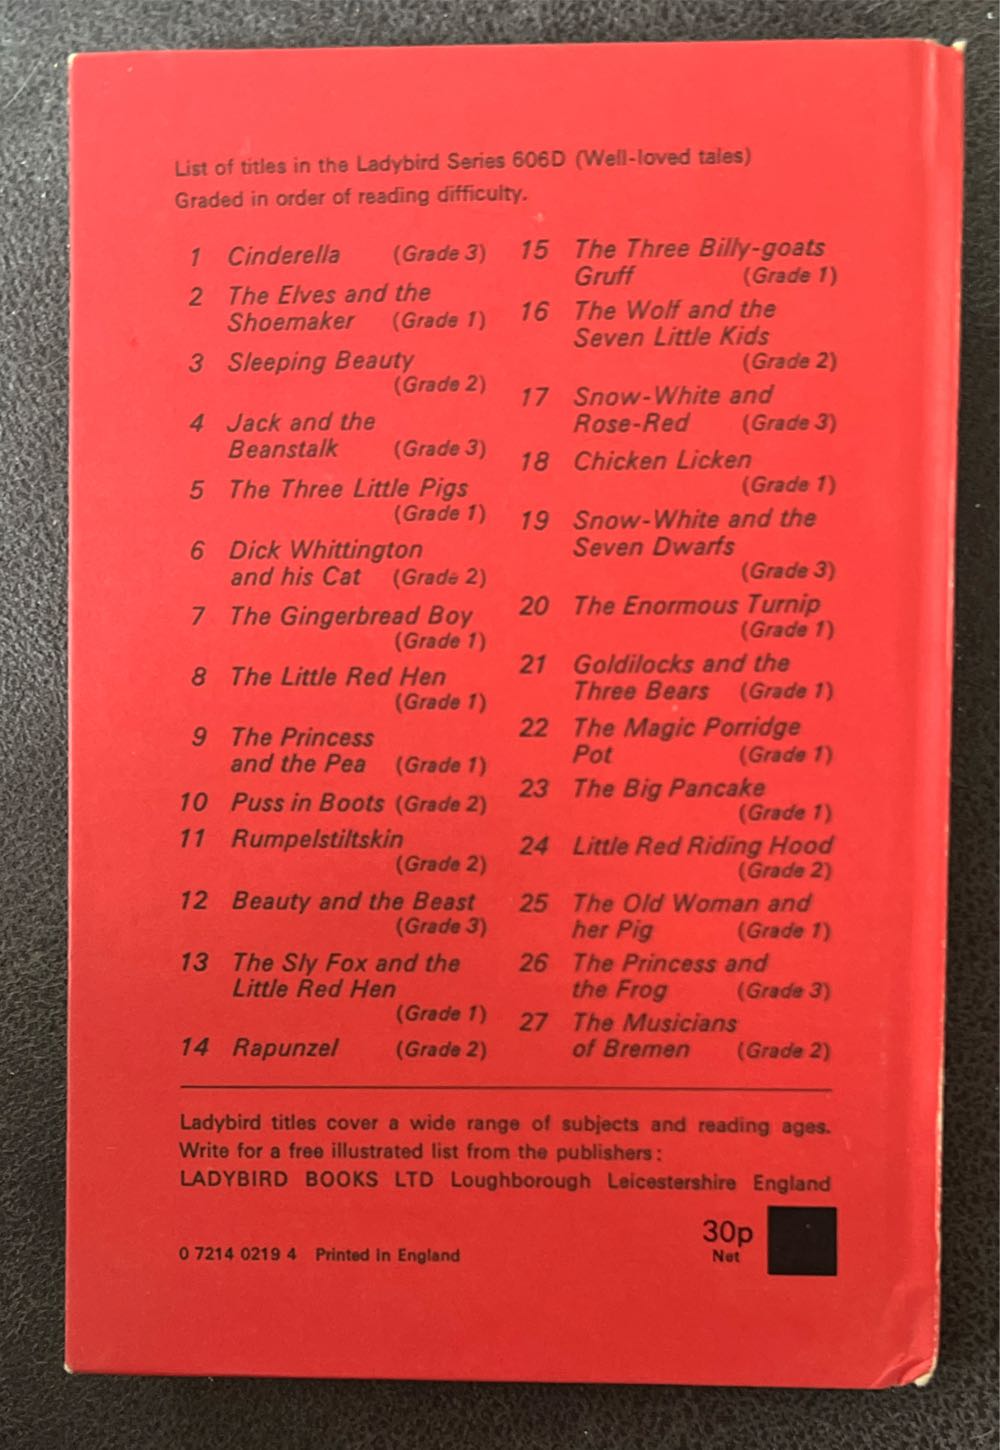 List of titles in the Ladybird Series 606D (Well-loved tales)
Graded in order of reading difficulty.
1 Cinderella (Grade 3)
2 The Elves and the
Shoemaker (Grade 1)
3 Sleeping Beauty
(Grade 2)
4 Jack and the
Beanstalk (Grade 3)
5 The Three Little Pigs
(Grade 1)
6 Dick Whittington
and his Cat (Grade 2)
7 The Gingerbread Boy
(Grade 1)
8 The Little Red Hen
(Grade 1)
9 The Princess
and the Pea (Grade 1)
10 Puss in Boots (Grade 2)
11 Rumpelstiltskin
(Grade 2)
12 Beauty and the Beast
(Grade 3)
13 The Sly Fox and the
Little Red Hen
(Grade 1)
14 Rapunzel (Grade 2)
15 The Three Billy-goats
Gruff (Grade 1)
16 The Wolf and the
Seven Little Kids
(Grade 2)
17 Snow-White and
Rose-Red (Grade 3)
18 Chicken Licken
(Grade 1)
19 Snow-White and the
Seven Dwarfs
(Grade 3)
20 The Enormous Turnip
(Grade 1)
21 Goldilocks and the
Three Bears (Grade 1)
22 The Magic Porridge
Pot (Grade 1)
23 The Big Pancake
(Grade 1)
24 Little Red Riding Hood
(Grade 2)
25 The Old Woman and
her Pig (Grade 1)
26 The Princess and
the Frog (Grade 3)
27 The Musicians
of Bremen (Grade 2)
Ladybird titles cover a wide range of subjects and reading ages.
Write for a free illustrated list from the publishers:
LADYBIRD BOOKS LTD Loughborough Leicestershire England
30p
Net
0 7214 0219 4 Printed in England